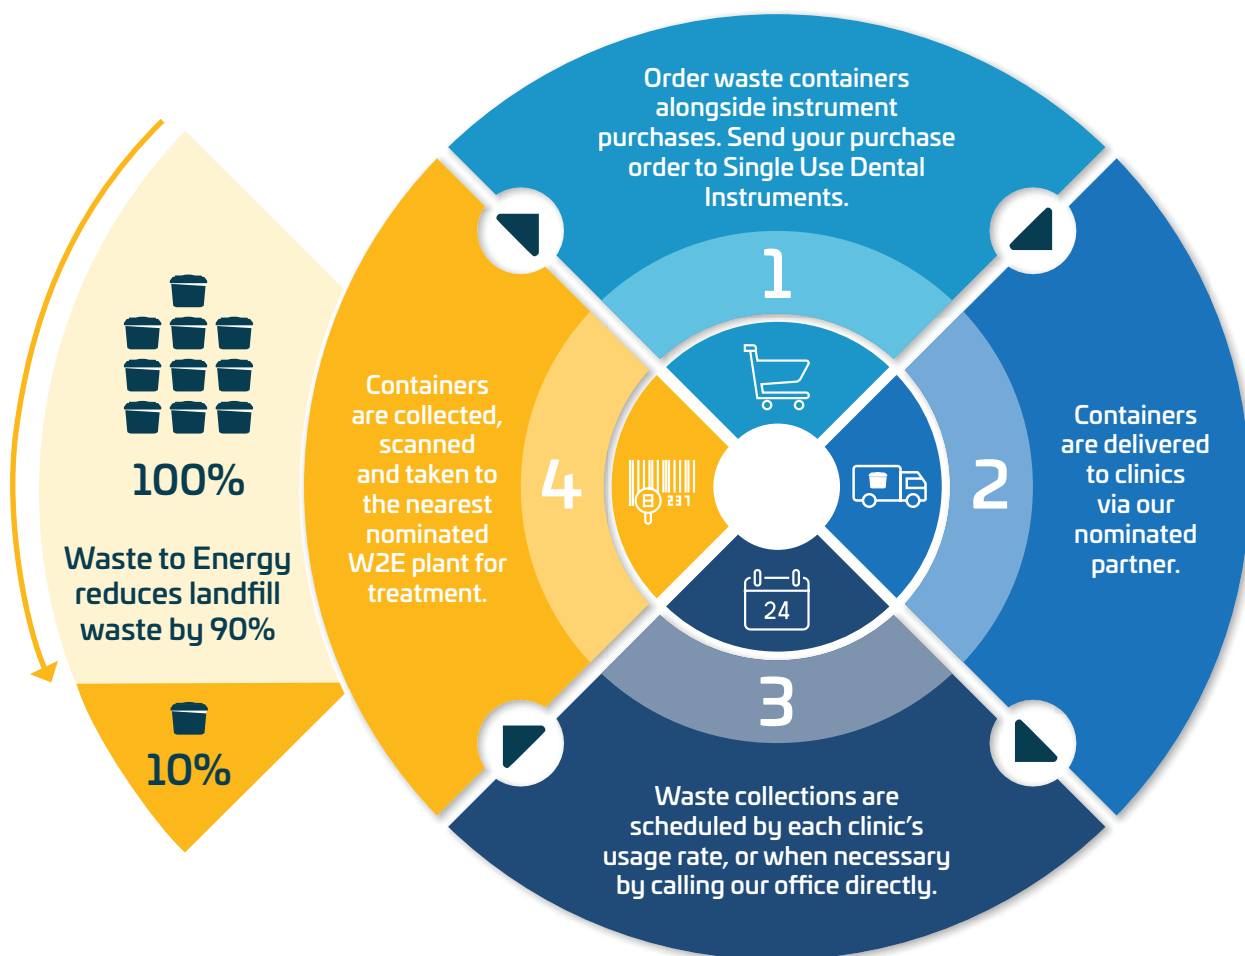 Order waste containers
alongside instrument
purchases. Send your purchase
order to Single Use Dental
Instruments.
1
Containers
are delivered
to clinics
via our
nominated
partner.
2
24
3
Waste collections are
scheduled by each clinic's
usage rate, or when necessary
by calling our office directly.
Containers
are collected,
scanned
and taken to
the nearest
nominated
W2E plant for
treatment.
4
8 237
100%
Waste to Energy
reduces landfill
waste by 90%
10%